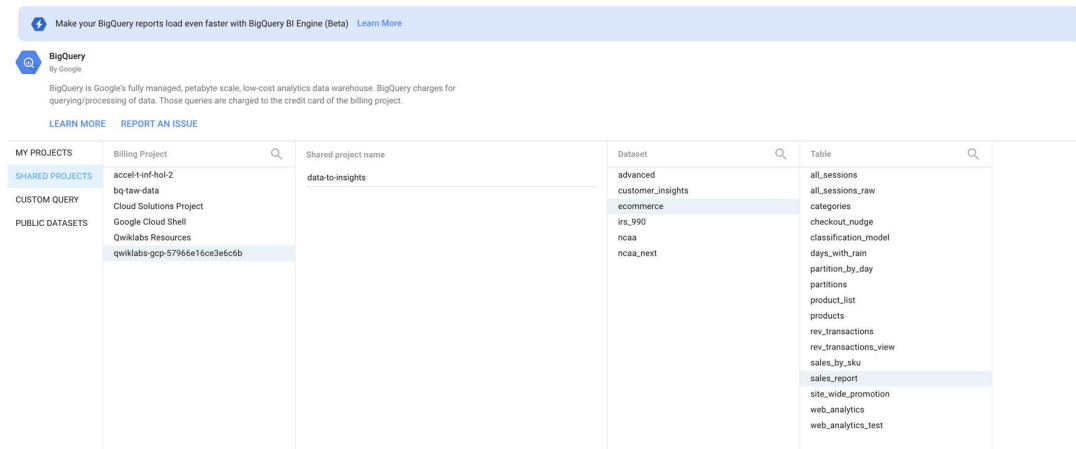 Make your BigQuery reports load even faster with BigQuery BI Engine (Beta) Learn More
BigQuery
By Google
BigQuery is Google's fully managed, petabyte scale, low-cost analytics data warehouse. BigQuery charges for
querying/processing of data. Those queries are charged to the credit card of the billing project.
LEARN MORE REPORT AN ISSUE
MY PROJECTS
SHARED PROJECTS
CUSTOM QUERY
PUBLIC DATASETS
Billing Project
accel-t-inf-hol-2
bq-taw-data
Cloud Solutions Project
Google Cloud Shell
Qwiklabs Resources
qwiklabs-gcp-57966e16ce3e6c6b
Shared project name
data-to-insights
Dataset
advanced
customer_insights
ecommerce
irs_990
ncaa
ncaa_next
Table
all_sessions
all_sessions_raw
categories
checkout_nudge
classification_model
days_with_rain
partition_by_day
partitions
product_list
products
rev_transactions
rev_transactions_view
sales_by_sku
sales_report
site_wide_promotion
web_analytics
web_analytics_test